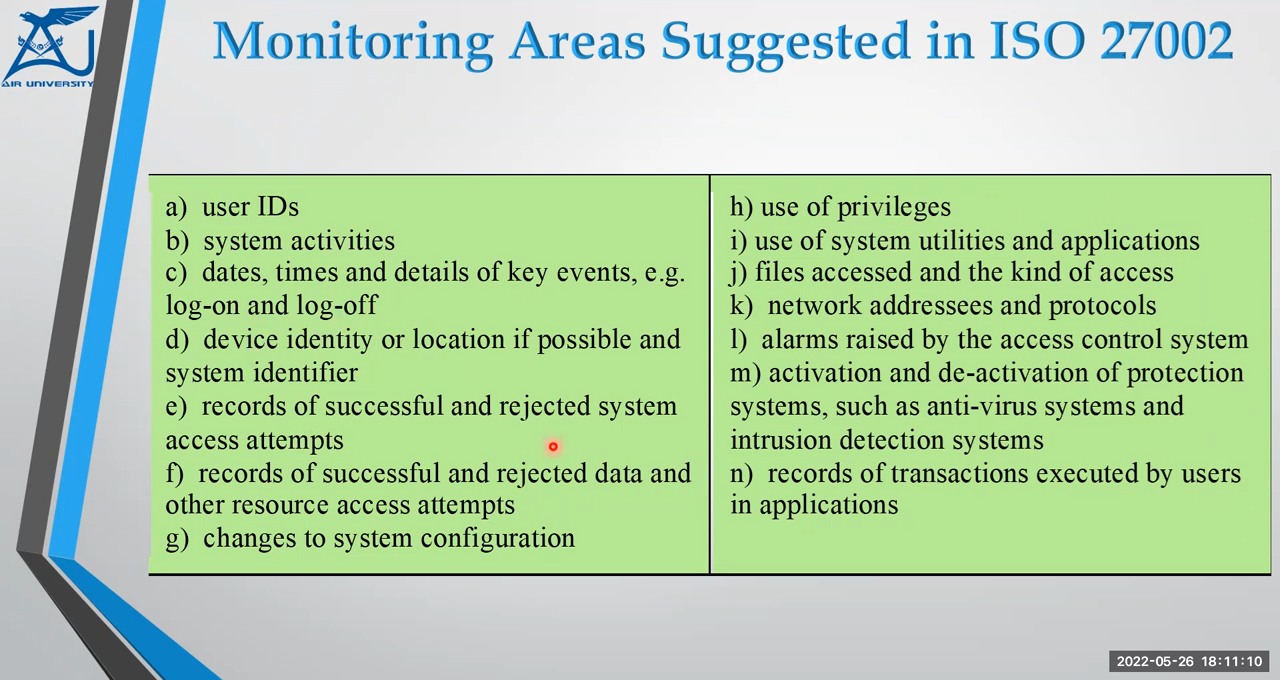 AIR UNIVERSITY
Monitoring Areas Suggested in ISO 27002
a) user IDs
b) system activities
c) dates, times and details of key events, e.g.
log-on and log-off
d) device identity or location if possible and
system identifier
e) records of successful and rejected system
access attempts
f) records of successful and rejected data and
other resource access attempts
g) changes to system configuration
h) use of privileges
i) use of system utilities and applications
j) files accessed and the kind of access
k) network addressees and protocols
l) alarms raised by the access control system
m) activation and de-activation of protection
systems, such as anti-virus systems and
intrusion detection systems
n) records of transactions executed by users
in applications
2022-05-26 18:11:10